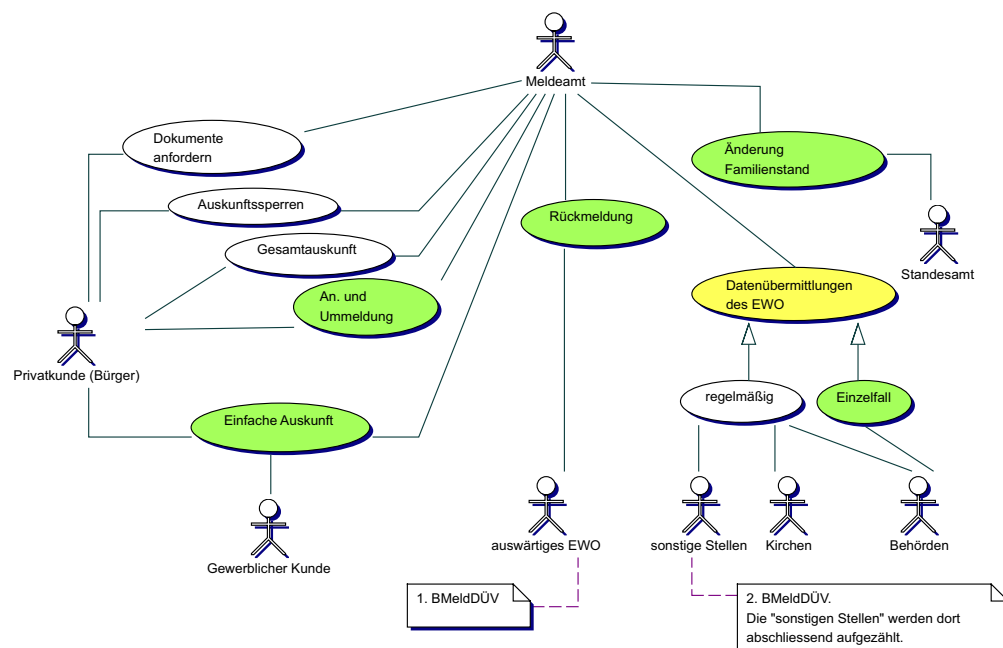 Meldeamt
Dokumente
anfordern
Änderung
Familienstand
Auskunftssperren
Rückmeldung
Gesamtauskunft
Standesamt
An. und
Ummeldung
Datenübermittlungen
des EWO
Privatkunde (Bürger)
regelmäßig
Einzelfall
Einfache Auskunft
auswärtiges EWO
sonstige Stellen
Kirchen
Behörden
Gewerblicher Kunde
1. BMeldDÜV
2. BMeldDÜV.
Die "sonstigen Stellen" werden dort
abschliessend aufgezählt.